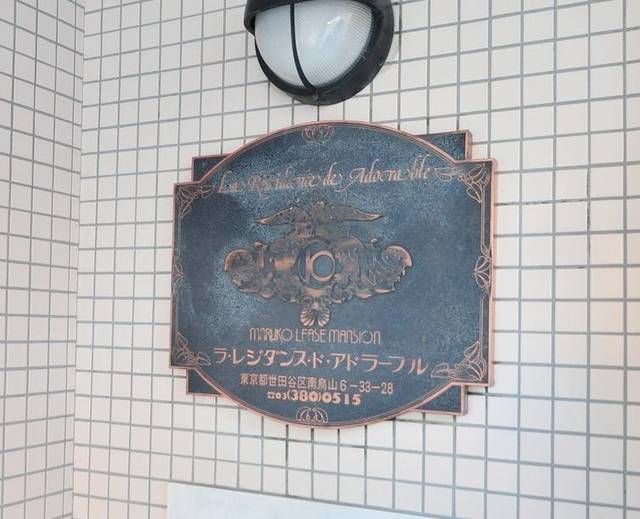 La Résidence de Adorable
MARUKO LEASE MANSION
ラ・レジダンス・ド・アドラーブル
東京都世田谷区南烏山6-33-28
☎03(380)0515